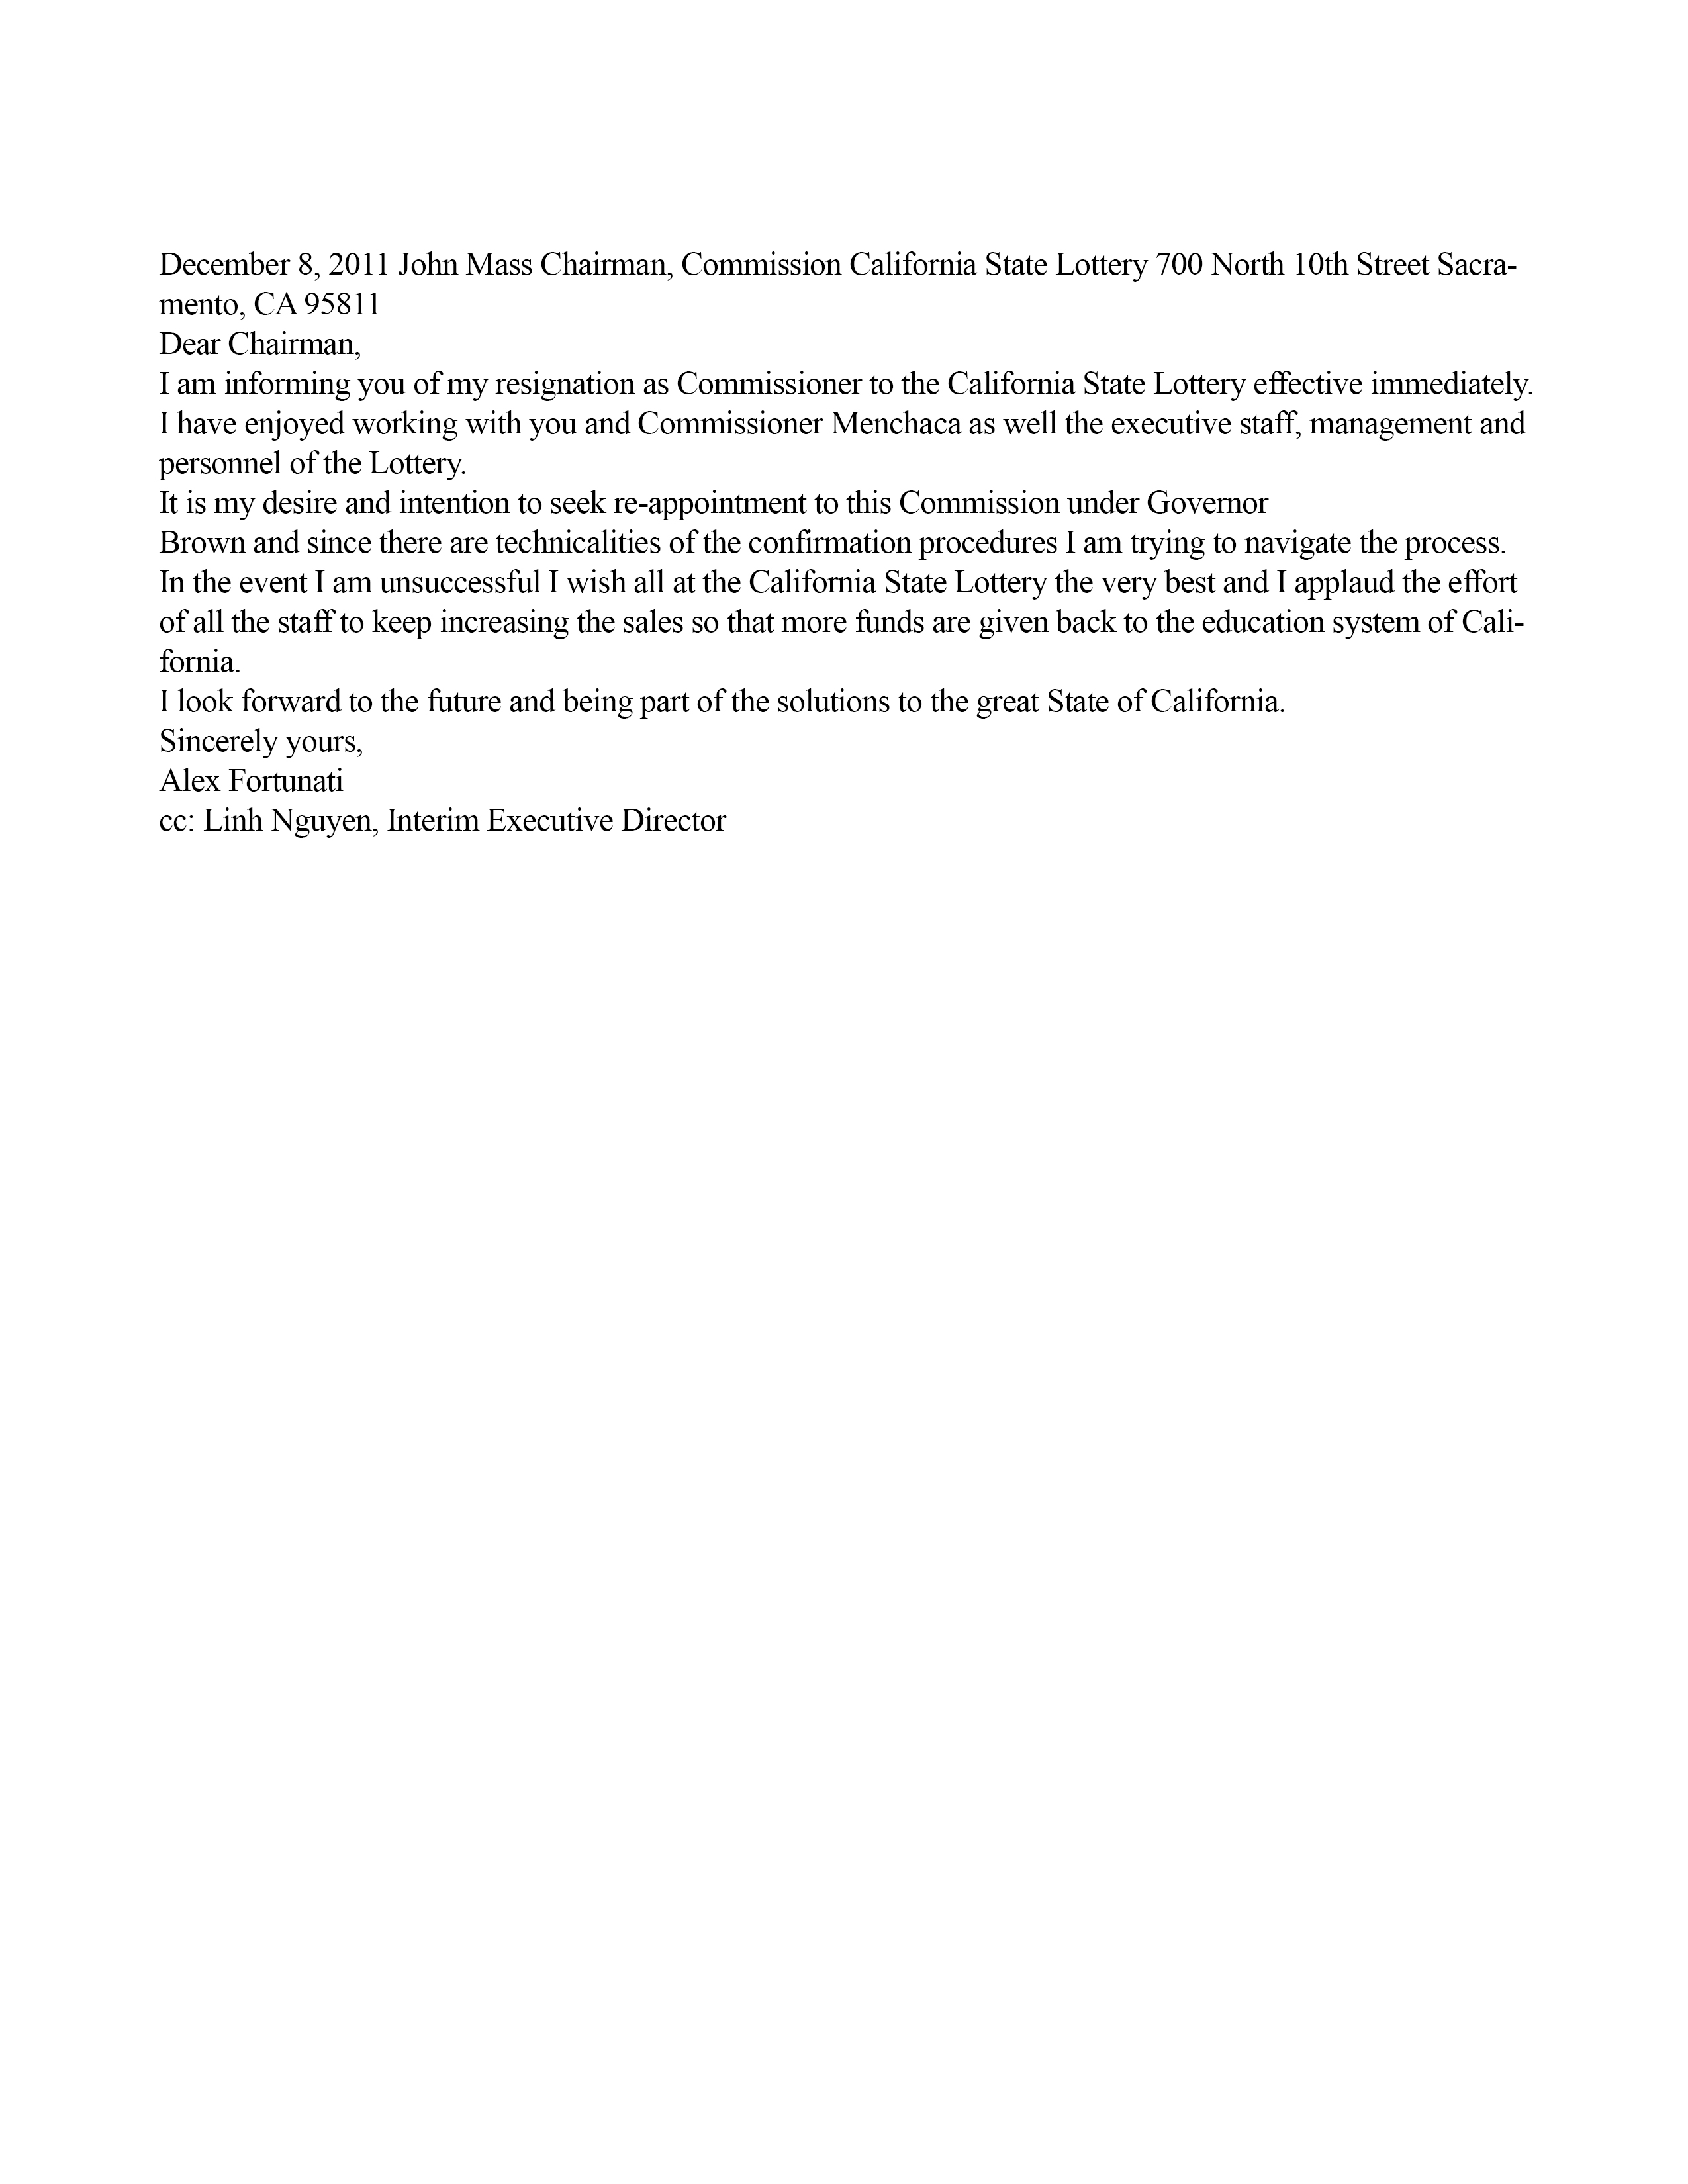 December 8, 2011 John Mass Chairman, Commission California State Lottery 700 North 10th Street Sacra-
mento, CA 95811
Dear Chairman,
I am informing you of my resignation as Commissioner to the California State Lottery effective immediately.
I have enjoyed working with you and Commissioner Menchaca as well the executive staff, management and
personnel of the Lottery.
It is my desire and intention to seek re-appointment to this Commission under Governor
Brown and since there are technicalities of the confirmation procedures I am trying to navigate the process.
In the event I am unsuccessful I wish all at the California State Lottery the very best and I applaud the effort
of all the staff to keep increasing the sales so that more funds are given back to the education system of Cali-
fornia.
I look forward to the future and being part of the solutions to the great State of California.
Sincerely yours,
Alex Fortunati
cc: Linh Nguyen, Interim Executive Director